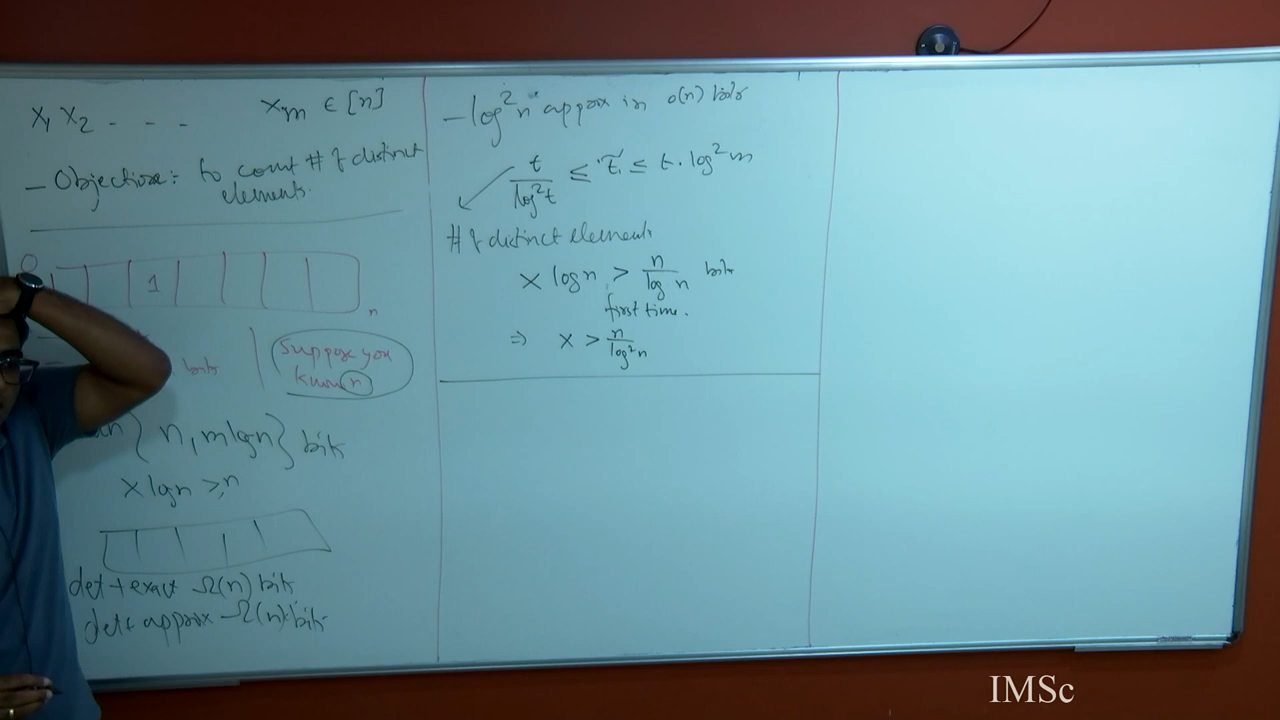 x₁ x₂ . - - - xₘ ∈ [n]
- Objective: to count # of distinct
elements.
0
1
n
bits
Suppose you
know n
{ n, m log n } bits
x log n ≥ n
det + exact Ω(n) bits
det + approx Ω(n) bits
- log² n approx in o(n) bits
t / log² t ≤ t̃ ≤ t · log² m
# of distinct elements
x log n > n / log n bits
first time.
⇒ x > n / log² n
IMSc